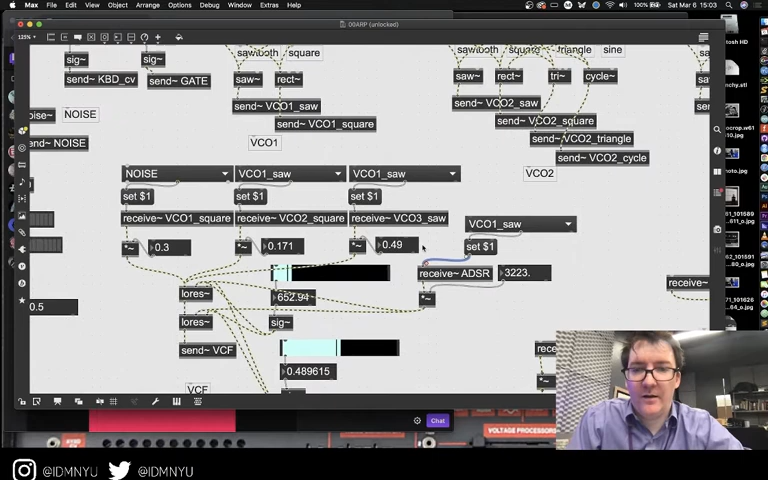 Max File Edit View Object Arrange Options Debug Window Extras Help 100% Sat Mar 6 15:03
00ARP (unlocked)
125%
sawtooth square sawtooth square triangle sine
sig~ sig~ saw~ rect~ saw~ rect~ tri~ cycle~
send~ KBD_cv send~ GATE send~ VCO1_saw send~ VCO2_saw
NOISE send~ VCO1_square send~ VCO2_square
send~ NOISE VCO1 send~ VCO2_triangle
send~ VCO2_cycle
NOISE VCO1_saw VCO1_saw VCO2
set $1 set $1 set $1
receive~ VCO1_square receive~ VCO2_square receive~ VCO3_saw VCO1_saw
*~ 0.3 *~ 0.171 *~ 0.49 set $1
receive~ ADSR 3223.
lores~ 652.94 *~
0.5
lores~ sig~
send~ VCF
0.489615
VCF
*~
Chat
VOLTAGE PROCESSORS
@IDMNYU @IDMNYU